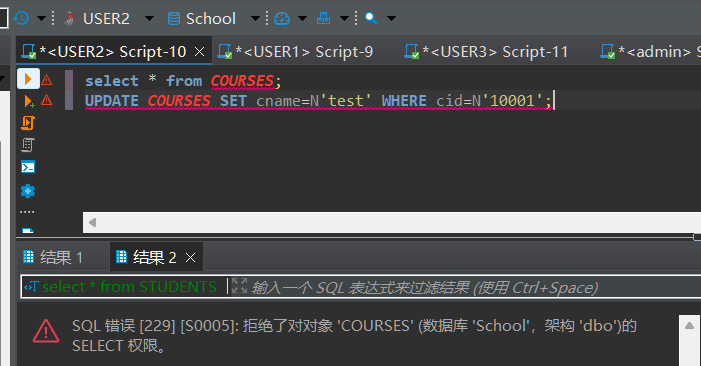 USER2 School
*<USER2> Script-10 *<USER1> Script-9 *<USER3> Script-11 *<admin> S
select * from COURSES;
UPDATE COURSES SET cname=N'test' WHERE cid=N'10001';
结果 1 结果 2
select * from STUDENTS 输入一个 SQL 表达式来过滤结果 (使用 Ctrl+Space)
SQL 错误 [229] [S0005]: 拒绝了对对象 'COURSES' (数据库 'School'，架构 'dbo')的
SELECT 权限。